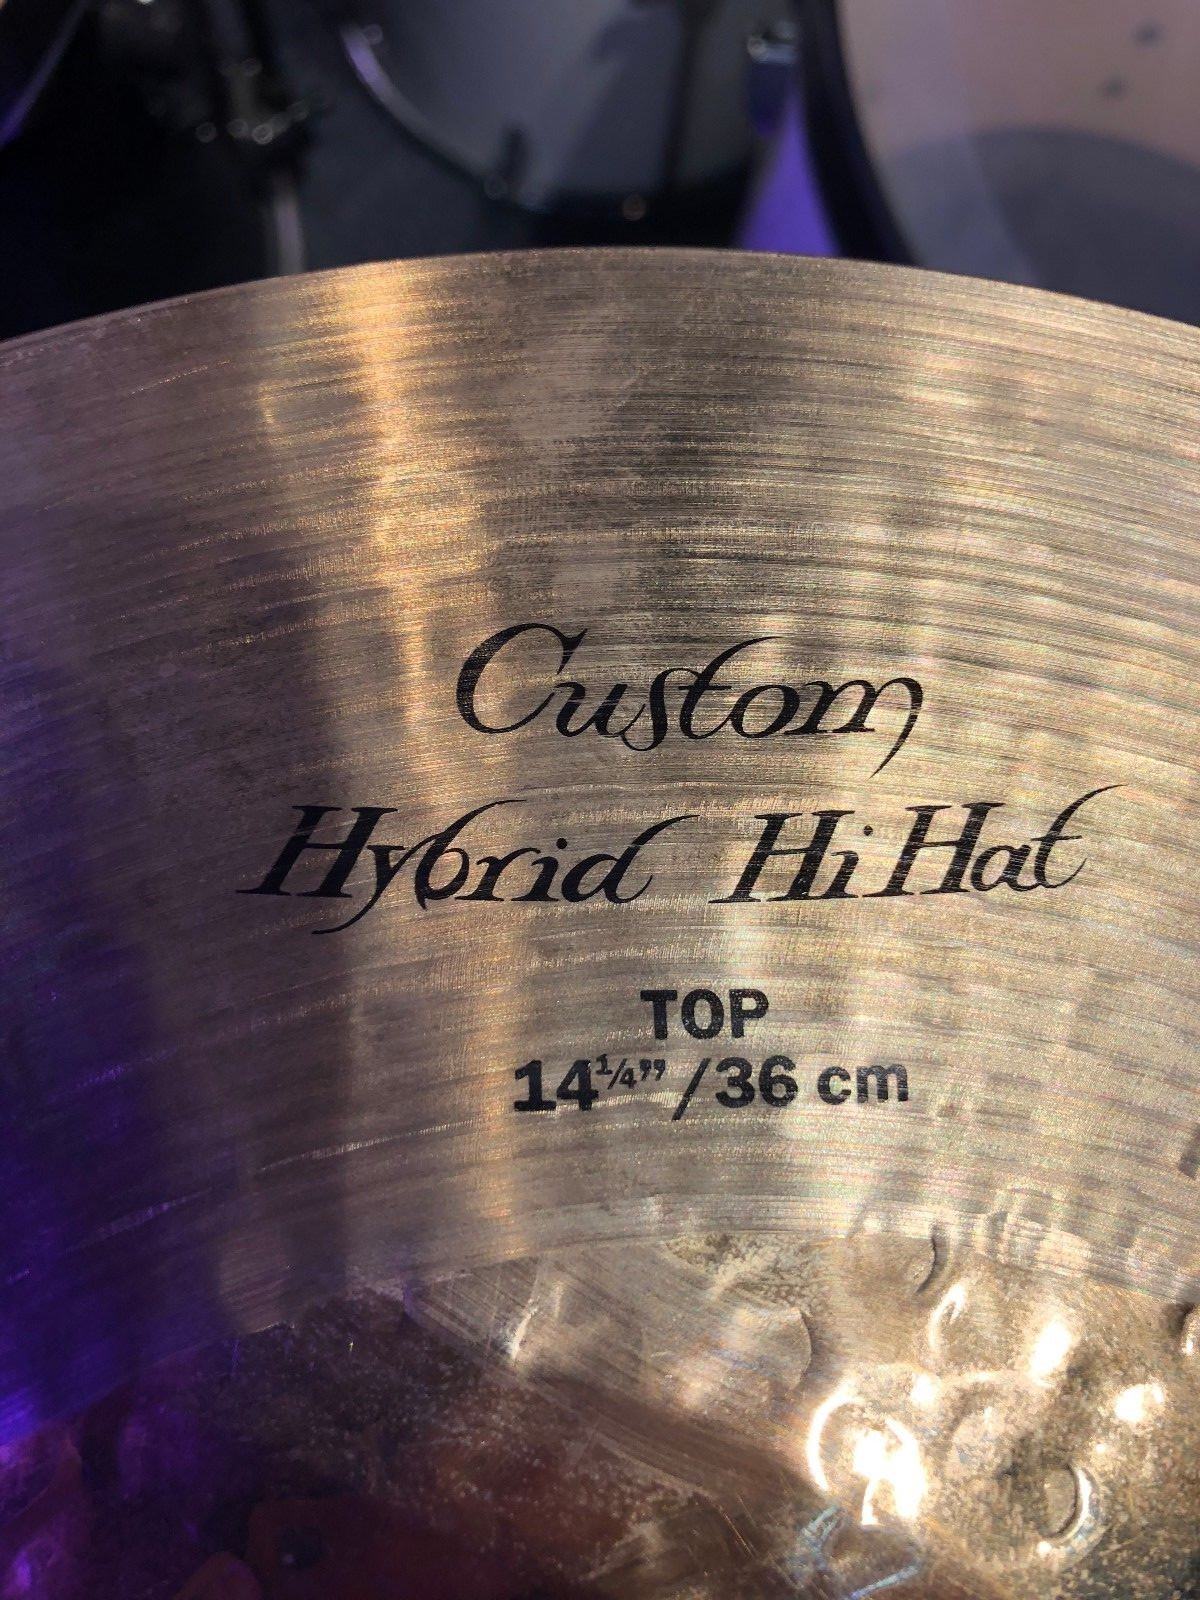 Custom
Hybrid HiHat
TOP
14¼” /36 cm